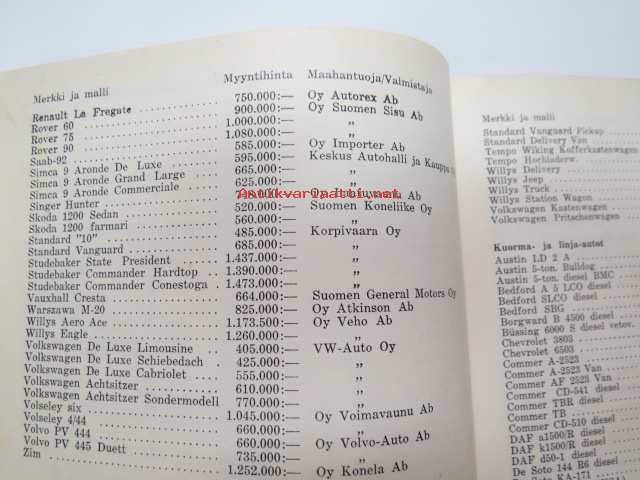 Merkki ja malli Myyntihinta Maahantuoja/Valmistaja
Renault La Fregate 750.000:— Oy Autorex Ab
Rover 60 900.000:— Oy Suomen Sisu Ab
Rover 75 1.000.000:— „
Rover 90 1.080.000:— „
Saab-92 585.000:— Oy Importer Ab
Simca 9 Aronde De Luxe 595.000:— Keskus Autohalli ja Kauppa
Simca 9 Aronde Grand Large 665.000:— „
Simca 9 Aronde Commerciale 625.000:— „
Singer Hunter Oy Ab
Skoda 1200 Sedan 520.000:— Suomen Koneliike Oy
Skoda 1200 farmari 560.000:— „
Standard "10" 485.000:— Korpivaara Oy
Standard Vanguard 685.000:— „
Studebaker State President 1.437.000:— „
Studebaker Commander Hardtop 1.390.000:— „
Studebaker Commander Conestoga 1.473.000:— „
Vauxhall Cresta 664.000:— Suomen General Motors Oy
Warszawa M-20 825.000:— Oy Atkinson Ab
Willys Aero Ace 1.173.500:— Oy Veho Ab
Willys Eagle 1.260.000:— „
Volkswagen De Luxe Limousine 405.000:— VW-Auto Oy
Volkswagen De Luxe Schiebedach 425.000:— „
Volkswagen De Luxe Cabriolet 555.000:— „
Volkswagen Achtsitzer 610.000:— „
Volkswagen Achtsitzer Sondermodell 770.000:— „
Volseley six 1.045.000:— Oy Voimavaunu Ab
Volseley 4/44 660.000:— „
Volvo PV 444 660.000:— Oy Volvo-Auto Ab
Volvo PV 445 Duett 735.000:— „
Zim 1.252.000:— Oy Konela Ab
Merkki ja malli
Standard Vanguard Pickup
Standard Delivery Van
Tempo Wiking Kofferkastenwagen
Tempo Hochladerw.
Willys Delivery
Willys Jeep
Willys Truck
Willys Station Wagon
Volkswagen Kastenwagen
Volkswagen Pritschenwagen
Kuorma- ja linja-autot
Austin LD 2 A
Austin 5-ton. Bulldog
Austin 5-ton. diesel BMC
Bedford A 5 LCO diesel
Bedford SLCO diesel
Bedford SBG
Borgward B 4500 diesel
Büssing 6000 S diesel vetov.
Chevrolet 3803
Chevrolet 6503
Commer A-2523
Commer A-2523 Van
Commer AF 2523 Van
Commer CD-541 diesel
Commer TBR diesel
Commer TB
Commer CD-510 diesel
DAF a1500/R diesel
DAF k1500/R diesel
DAF d50-1 diesel
De Soto 144 R6 diesel
De Soto KA-171